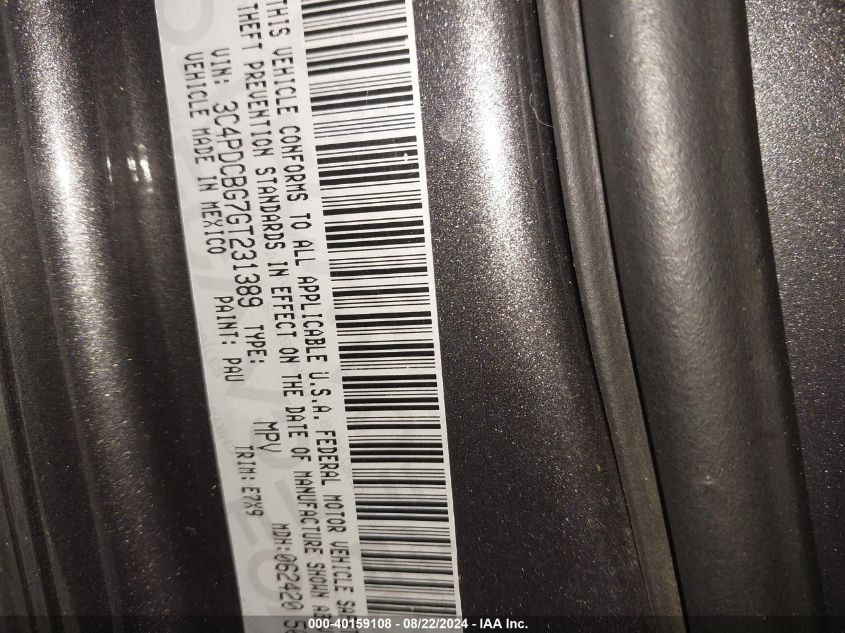 THIS VEHICLE CONFORMS TO ALL APPLICABLE U.S.A. FEDERAL MOTOR VEHICLE
THEFT PREVENTION STANDARDS IN EFFECT ON THE DATE OF MANUFACTURE SHOWN
VIN: 3C4PDCBG7GT231389 TYPE: MPV MDH:062420
VEHICLE MADE IN MEXICO PAINT: PAU TRIM: E7X9
000-40159108 - 08/22/2024 - IAA Inc.